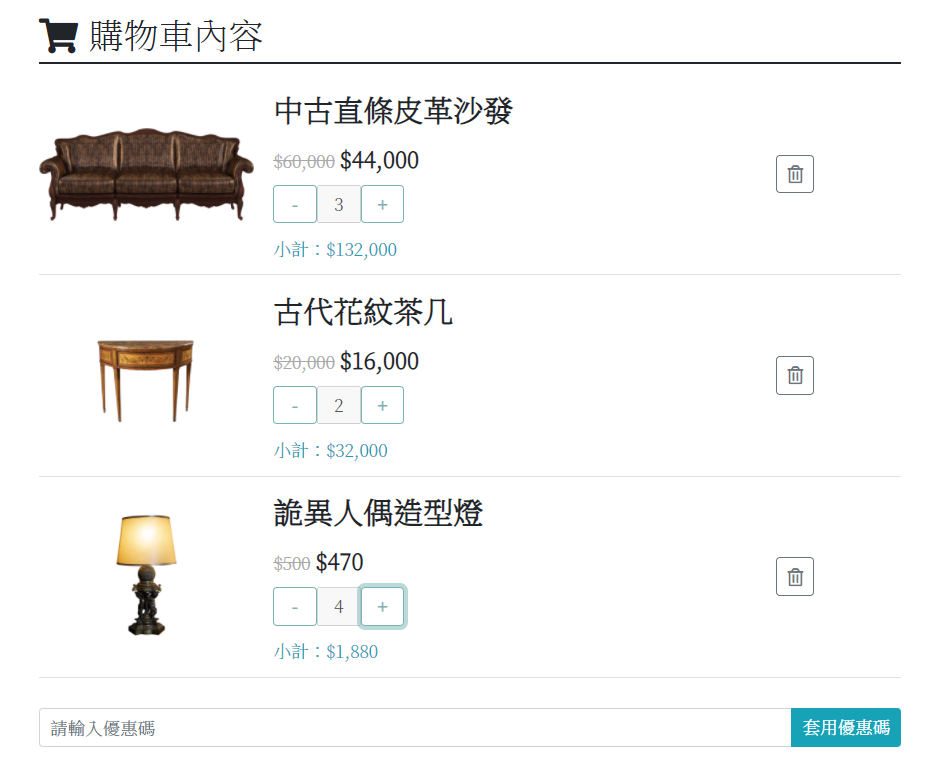 購物車內容
中古直條皮革沙發
$60,000 $44,000
- 3 +
小計：$132,000
古代花紋茶几
$20,000 $16,000
- 2 +
小計：$32,000
詭異人偶造型燈
$500 $470
- 4 +
小計：$1,880
請輸入優惠碼 套用優惠碼